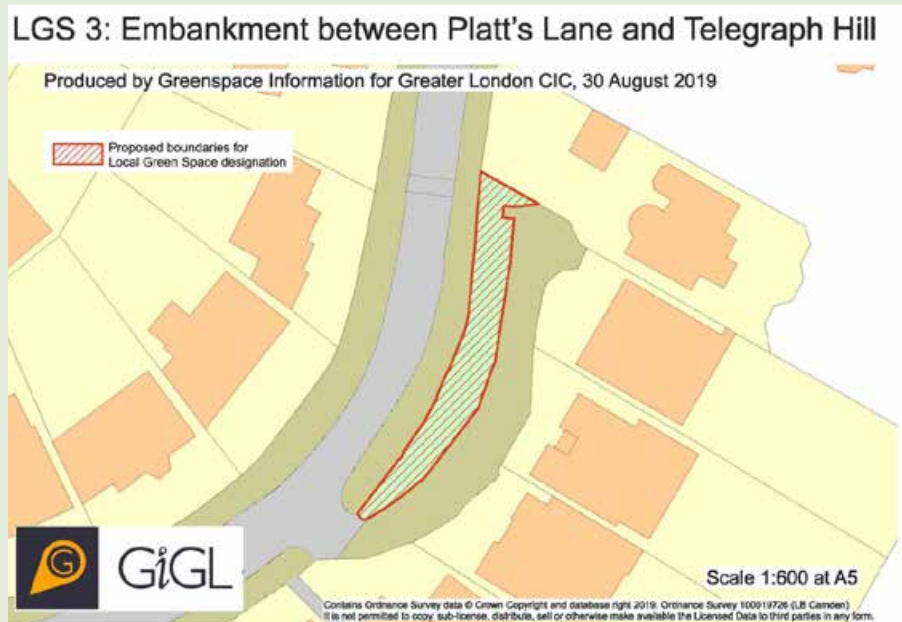 LGS 3: Embankment between Platt's Lane and Telegraph Hill
Produced by Greenspace Information for Greater London CIC, 30 August 2019
Proposed boundaries for
Local Green Space designation
G
GiGL
Scale 1:600 at A5
Contains Ordnance Survey data © Crown Copyright and database right 2019. Ordnance Survey 100019726 (LB Camden)
It is not permitted to copy, sub-license, distribute, sell or otherwise make available the Licensed Data to third parties in any form.